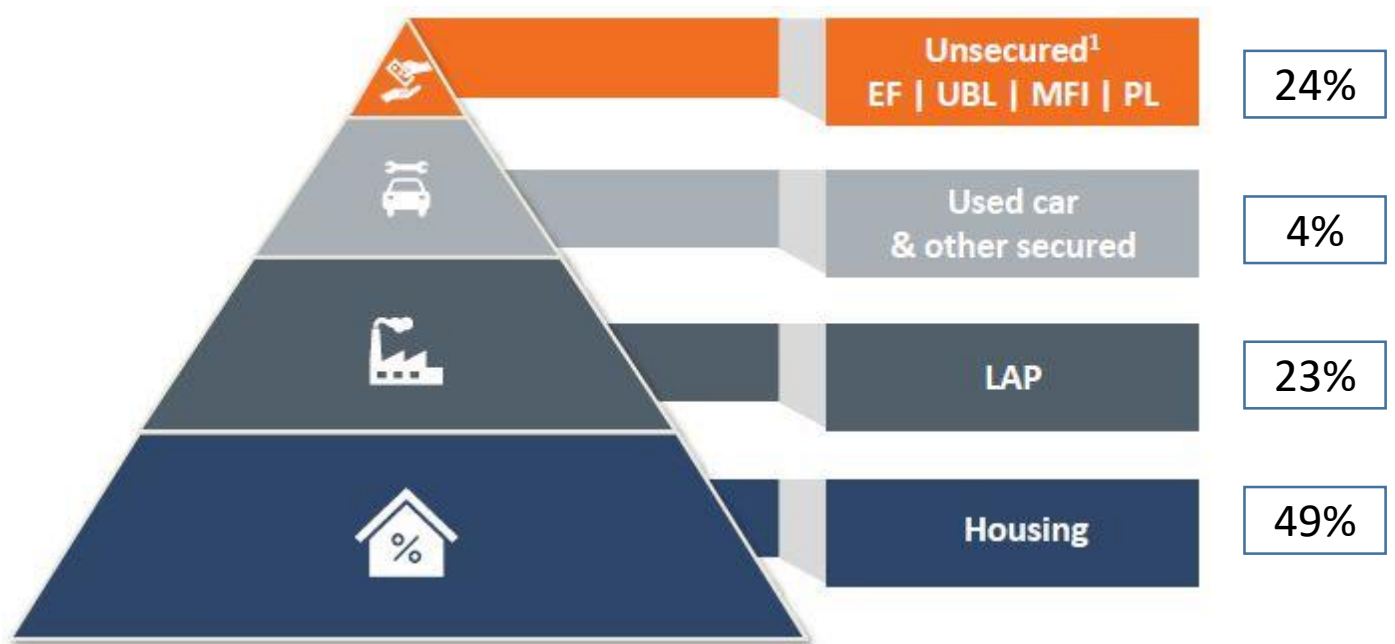 Unsecured¹
EF | UBL | MFI | PL
24%
Used car
& other secured
4%
LAP
23%
%
Housing
49%